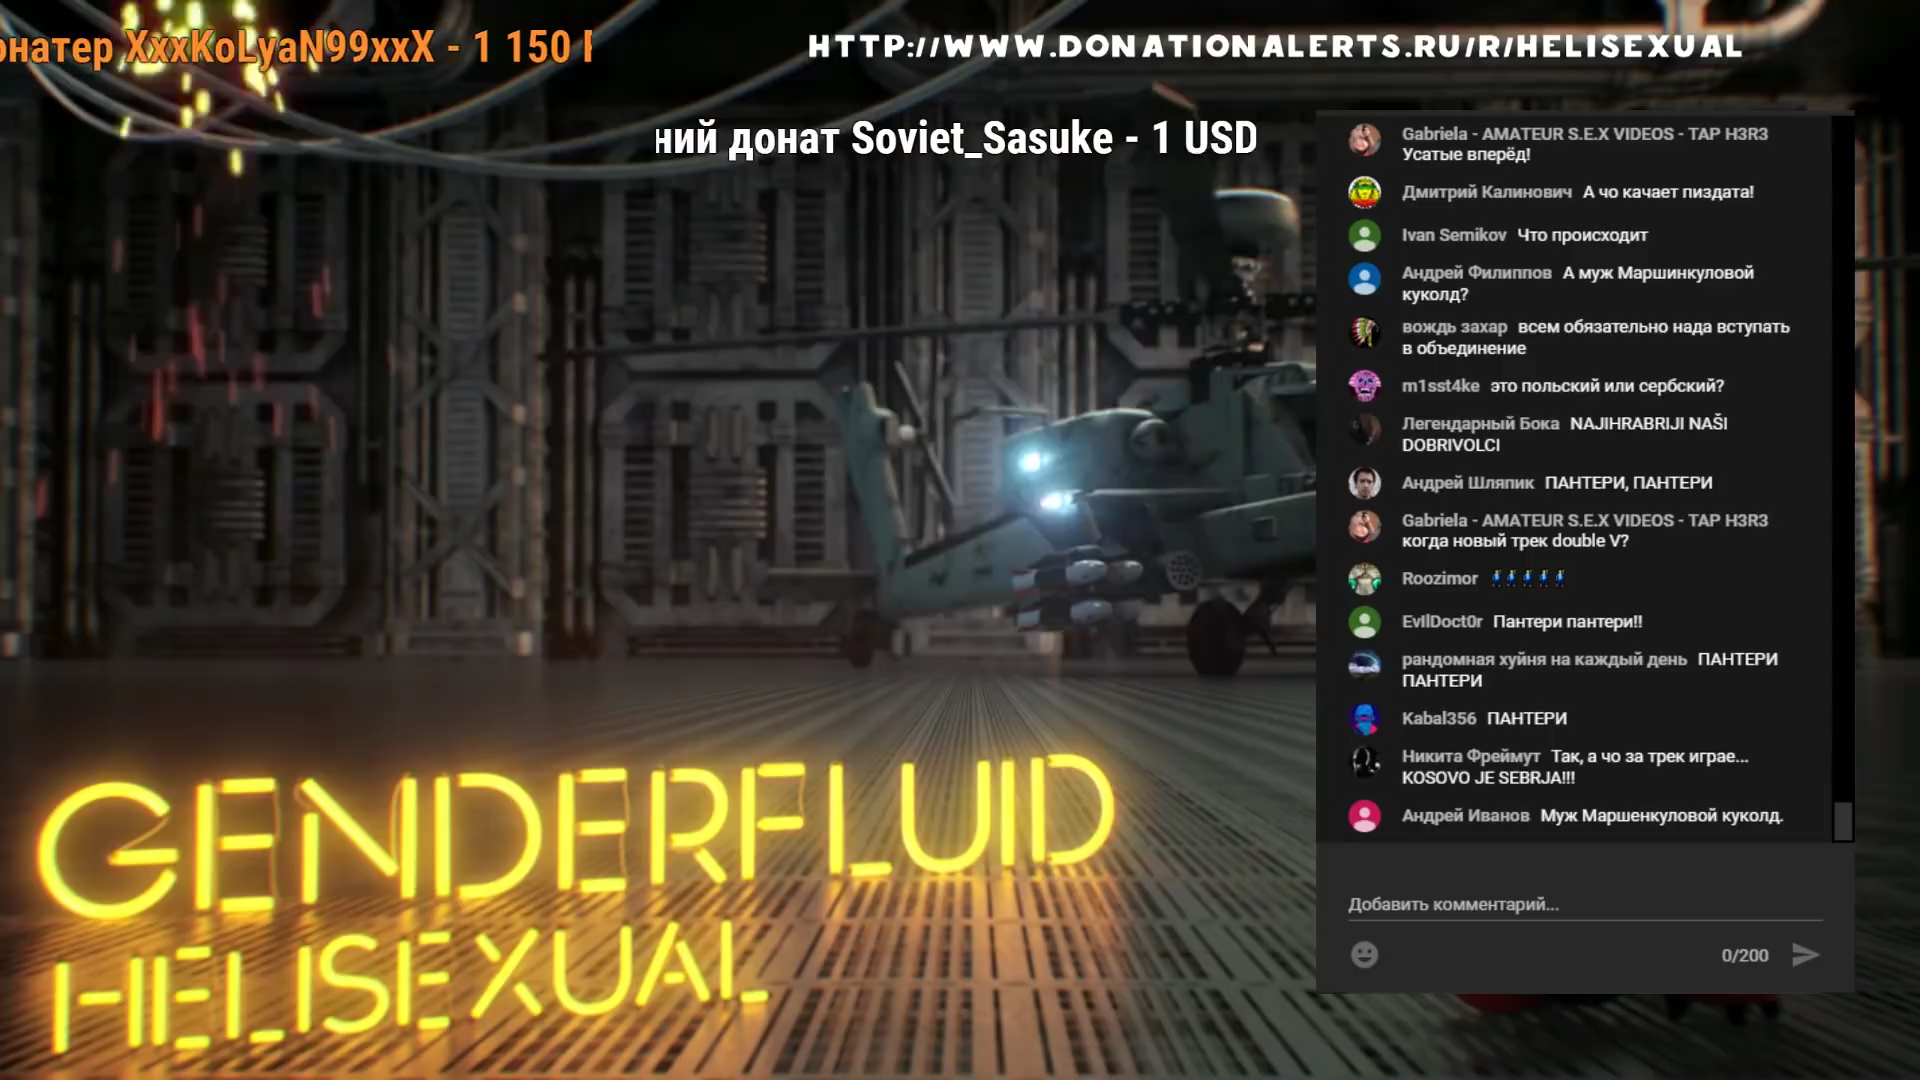 онатер XxxKoLyaN99xxX - 1 150
HTTP://WWW.DONATIONALERTS.RU/R/HELISEXUAL
ний донат Soviet_Sasuke - 1 USD
Gabriela - AMATEUR S.E.X VIDEOS - TAP H3R3
Усатые вперёд!
Дмитрий Калинович А чо качает пиздата!
Ivan Semikov Что происходит
Андрей Филиппов А муж Маршинкуловой
куколд?
вождь захар всем обязательно нада вступать
в объединение
m1sst4ke это польский или сербский?
Легендарный Бока NAJIHRABRIJI NAŠI
DOBRIVOLCI
Андрей Шляпик ПАНТЕРИ, ПАНТЕРИ
Gabriela - AMATEUR S.E.X VIDEOS - TAP H3R3
когда новый трек double V?
Roozimor
EvilDoct0r Пантери пантери!!
рандомная хуйня на каждый день ПАНТЕРИ
ПАНТЕРИ
Kabal356 ПАНТЕРИ
Никита Фреймут Так, а чо за трек играе...
KOSOVO JE SEBRJA!!!
Андрей Иванов Муж Маршенкуловой куколд.
Добавить комментарий...
0/200
GENDERFLUID
HELISEXUAL